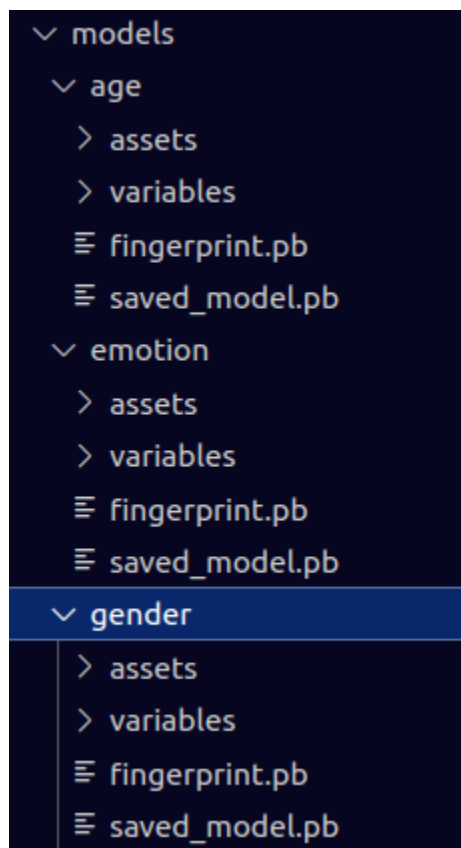 models
age
assets
variables
fingerprint.pb
saved_model.pb
emotion
assets
variables
fingerprint.pb
saved_model.pb
gender
assets
variables
fingerprint.pb
saved_model.pb